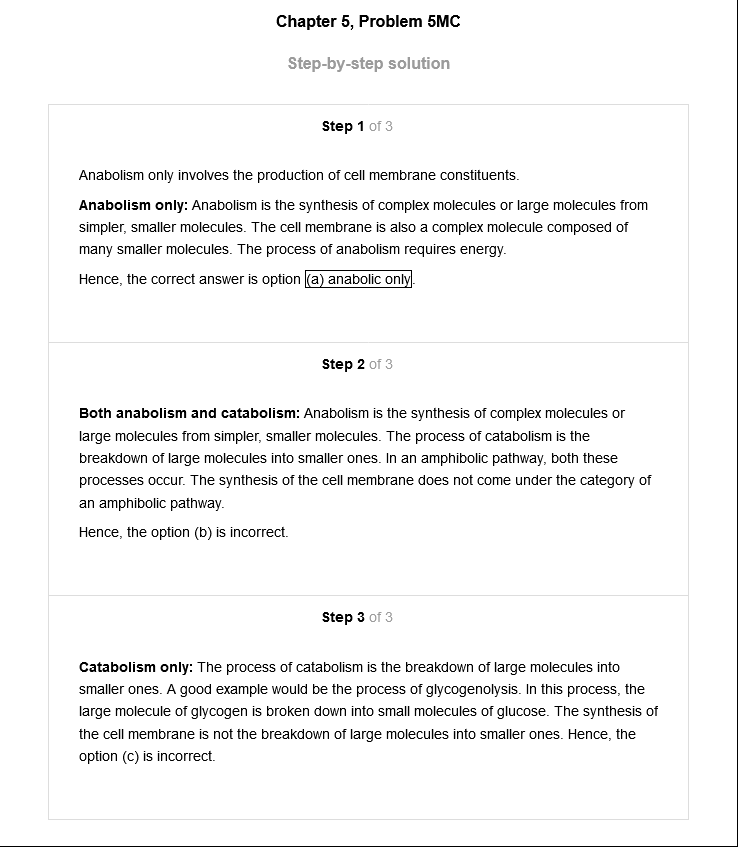 Chapter 5, Problem 5MC
Step-by-step solution
Step 1 of 3
Anabolism only involves the production of cell membrane constituents.
Anabolism only: Anabolism is the synthesis of complex molecules or large molecules from
simpler, smaller molecules. The cell membrane is also a complex molecule composed of
many smaller molecules. The process of anabolism requires energy.
Hence, the correct answer is option (a) anabolic only.
Step 2 of 3
Both anabolism and catabolism: Anabolism is the synthesis of complex molecules or
large molecules from simpler, smaller molecules. The process of catabolism is the
breakdown of large molecules into smaller ones. In an amphibolic pathway, both these
processes occur. The synthesis of the cell membrane does not come under the category of
an amphibolic pathway.
Hence, the option (b) is incorrect.
Step 3 of 3
Catabolism only: The process of catabolism is the breakdown of large molecules into
smaller ones. A good example would be the process of glycogenolysis. In this process, the
large molecule of glycogen is broken down into small molecules of glucose. The synthesis of
the cell membrane is not the breakdown of large molecules into smaller ones. Hence, the
option (c) is incorrect.